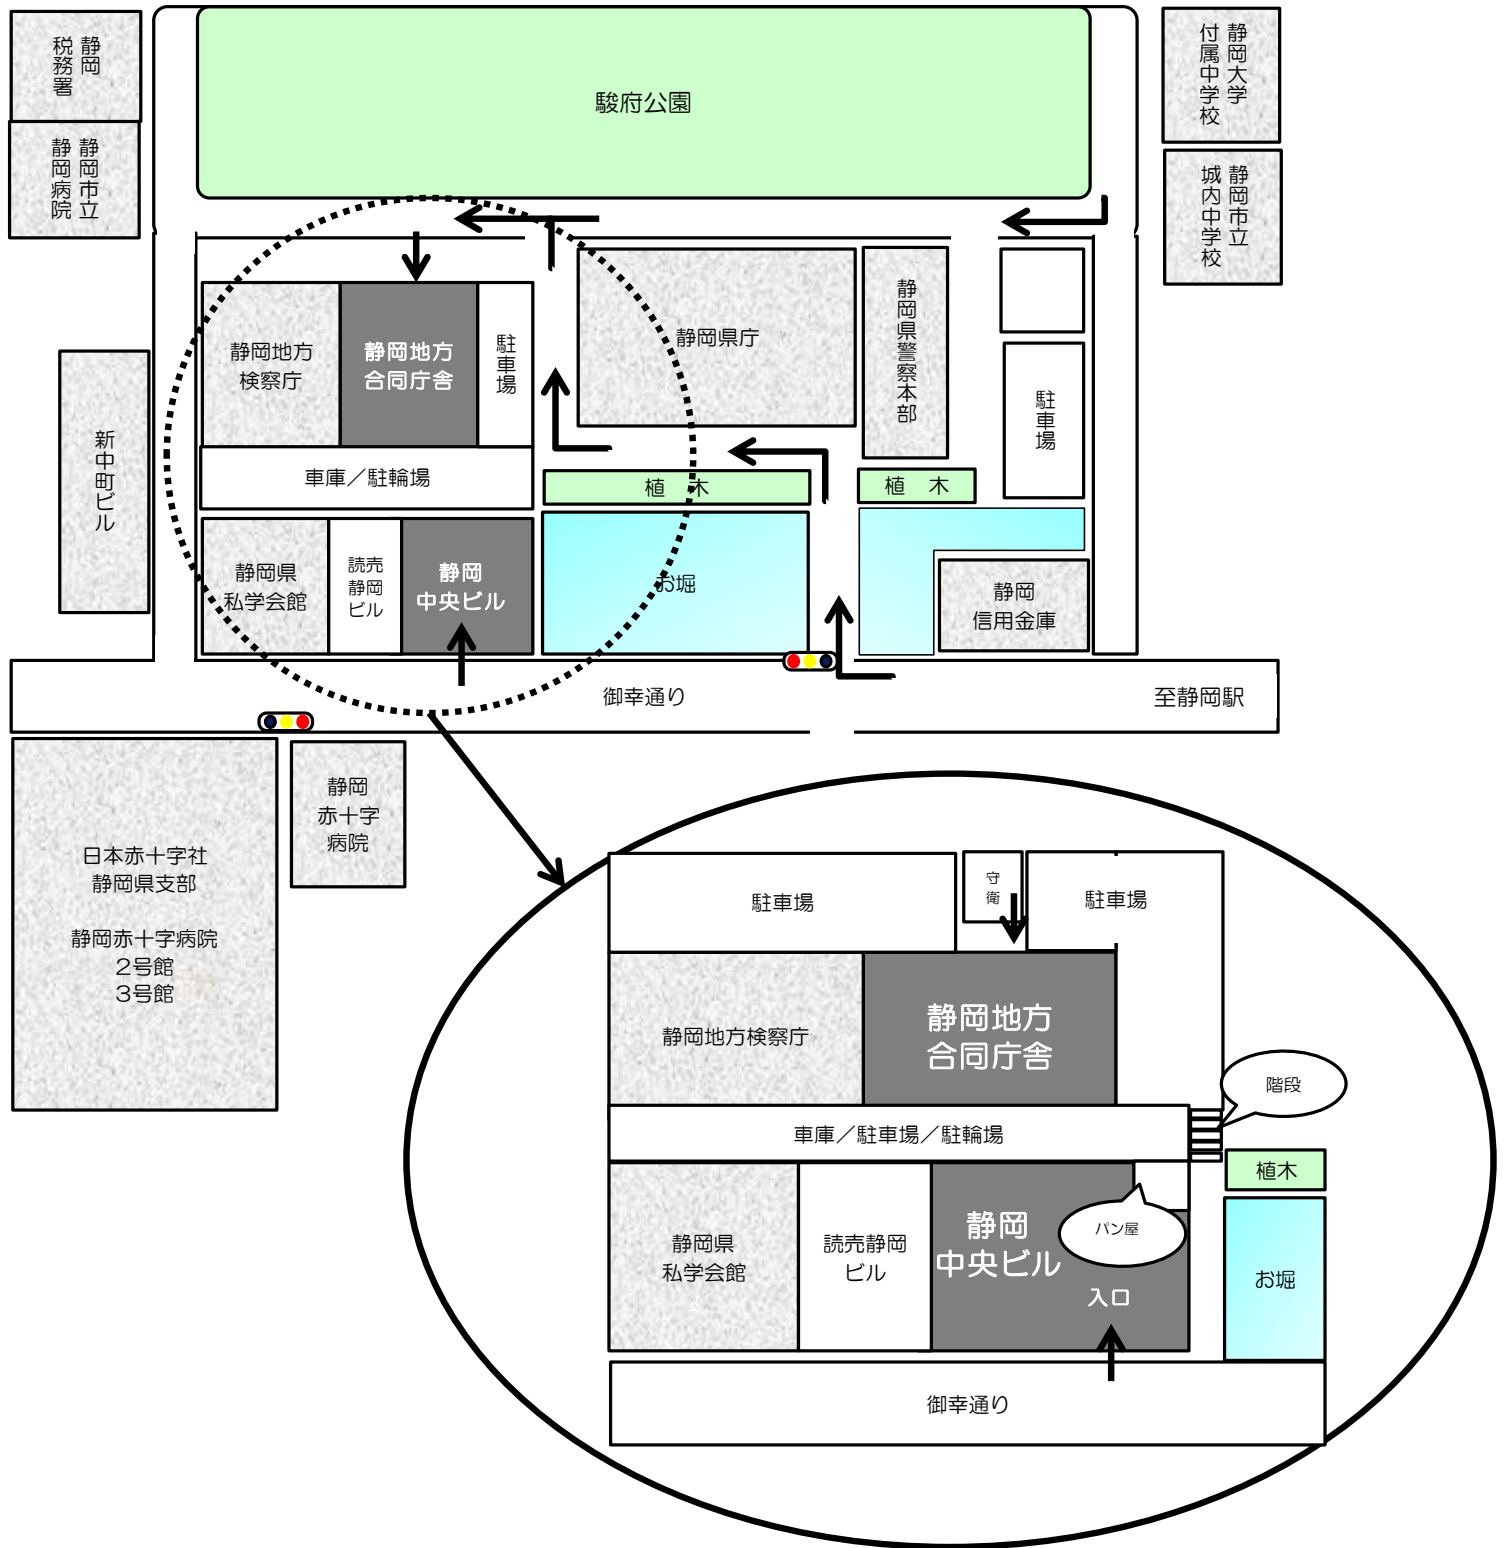 静岡
税務署
静岡市立
静岡病院
駿府公園
静岡大学
付属中学校
静岡市立
城内中学校
静岡地方
検察庁
静岡地方
合同庁舎
駐車場
静岡県庁
静岡県警察本部
駐車場
新中町ビル
車庫／駐輪場
植 木
植 木
静岡県
私学会館
読売
静岡
ビル
静岡
中央ビル
お堀
静岡
信用金庫
御幸通り
至静岡駅
静岡
赤十字
病院
日本赤十字社
静岡県支部
静岡赤十字病院
２号館
３号館
駐車場
守
衛
駐車場
静岡地方検察庁
静岡地方
合同庁舎
階段
車庫／駐車場／駐輪場
植木
静岡県
私学会館
読売静岡
ビル
静岡
中央ビル
パン屋
入口
お堀
御幸通り